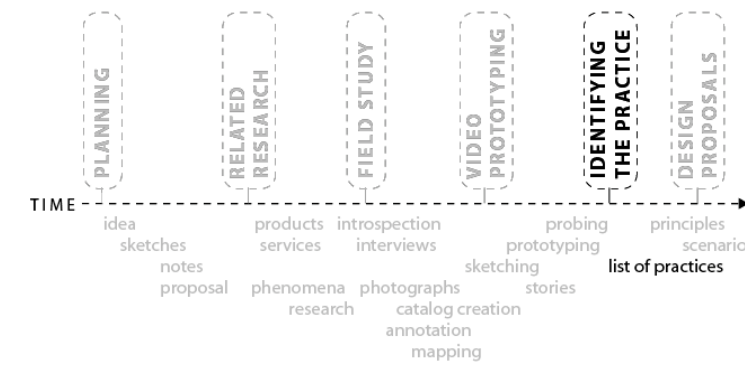 PLANNING
RELATED
RESEARCH
FIELD STUDY
VIDEO
PROTOTYPING
IDENTIFYING
THE PRACTICE
DESIGN
PROPOSALS
TIME
idea products introspection probing principles
sketches services interviews prototyping scenario
notes sketching list of practices
proposal phenomena photographs stories
research catalog creation
annotation
mapping